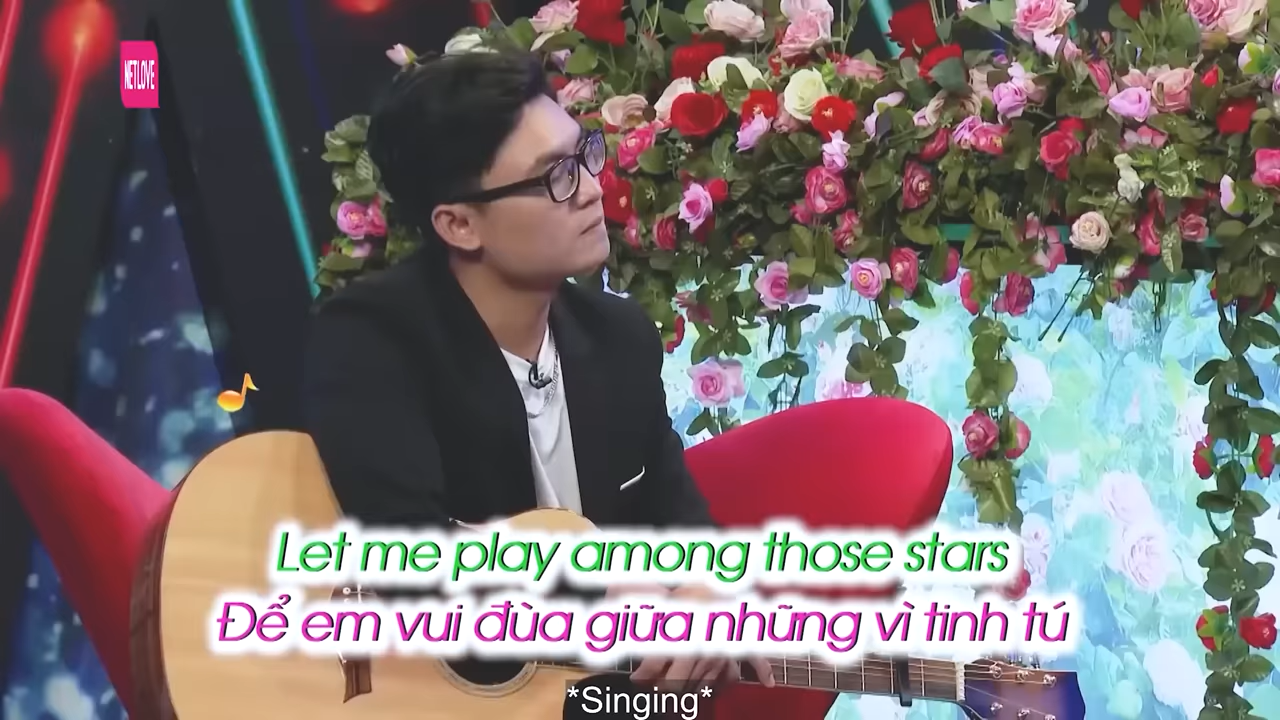 NETLOVE
Let me play among those stars
Để em vui đùa giữa những vì tinh tú
*Singing*